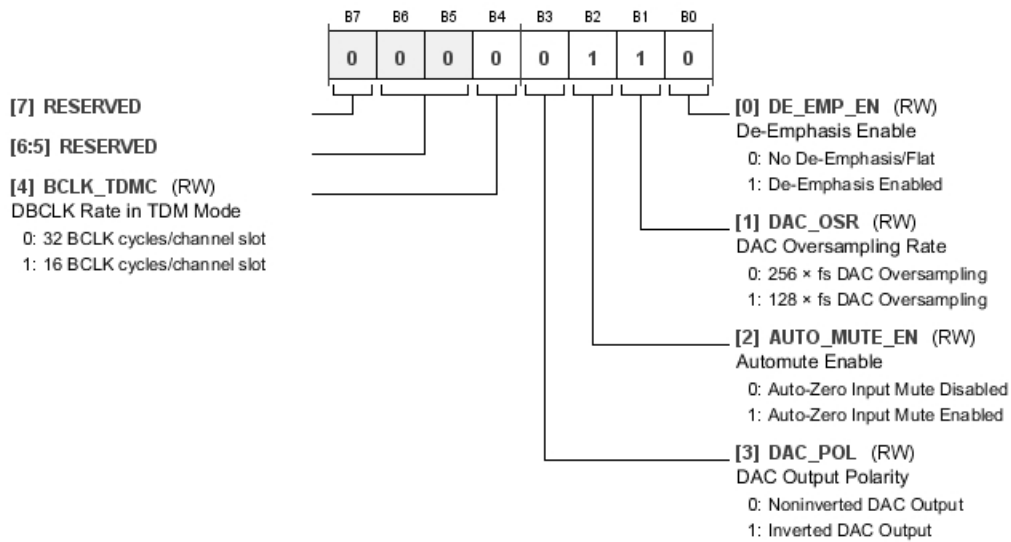 B7 B6 B5 B4 B3 B2 B1 B0
0 0 0 0 0 1 1 0
[7] RESERVED
[6:5] RESERVED
[4] BCLK_TDMC (RW)
DBCLK Rate in TDM Mode
0: 32 BCLK cycles/channel slot
1: 16 BCLK cycles/channel slot
[0] DE_EMP_EN (RW)
De-Emphasis Enable
0: No De-Emphasis/Flat
1: De-Emphasis Enabled
[1] DAC_OSR (RW)
DAC Oversampling Rate
0: 256 × fs DAC Oversampling
1: 128 × fs DAC Oversampling
[2] AUTO_MUTE_EN (RW)
Automute Enable
0: Auto-Zero Input Mute Disabled
1: Auto-Zero Input Mute Enabled
[3] DAC_POL (RW)
DAC Output Polarity
0: Noninverted DAC Output
1: Inverted DAC Output